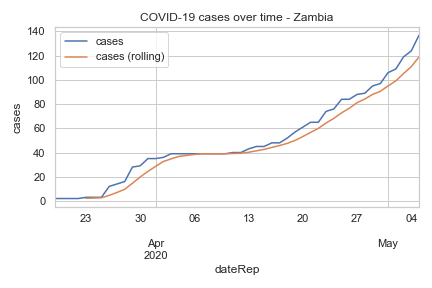 COVID-19 cases over time - Zambia
cases
cases (rolling)
140
120
100
80
60
40
20
0
cases
23 30 06 13 20 27 04
Apr May
2020
dateRep